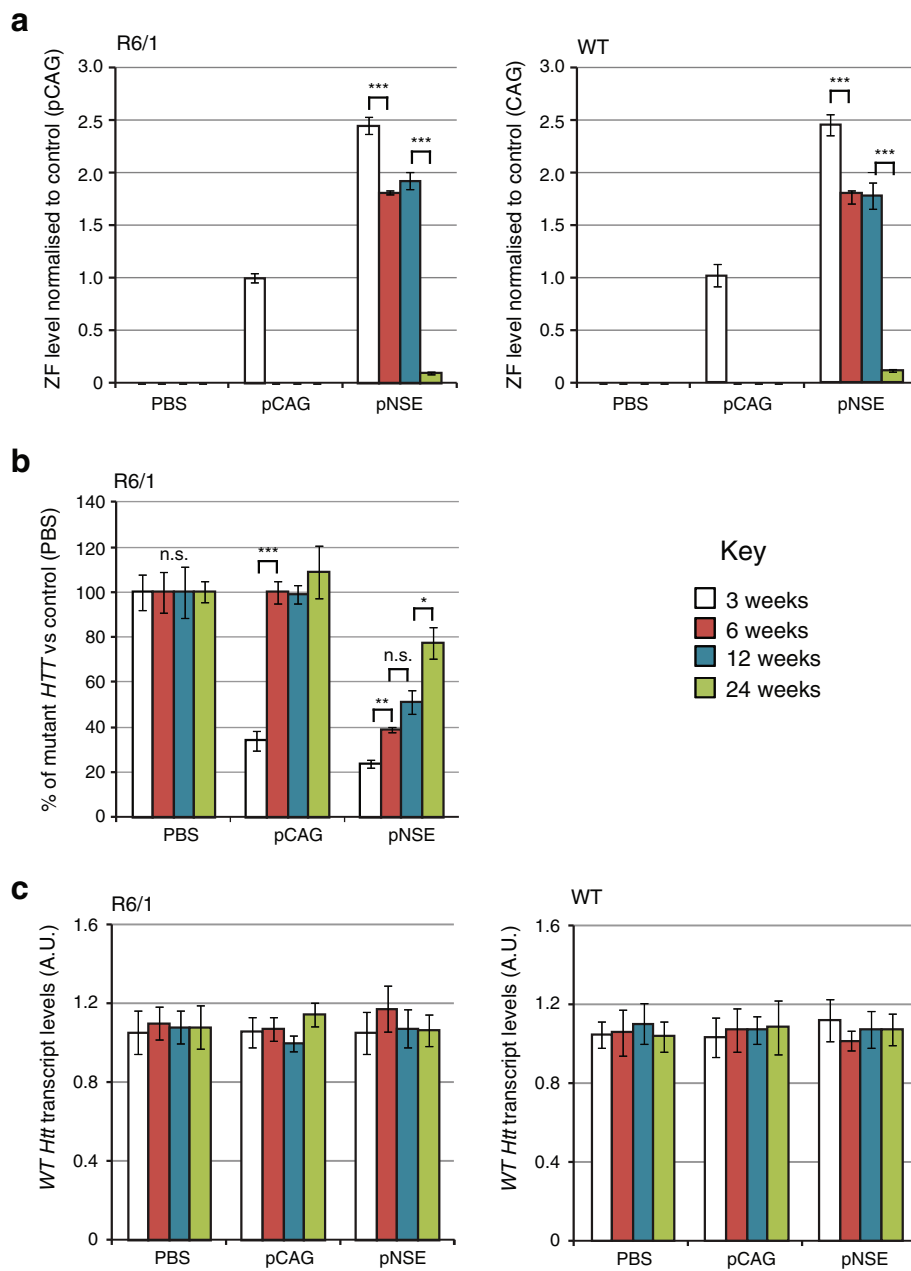 a
R6/1
WT
ZF level normalised to control (pCAG)
3.0
2.5
2.0
1.5
1.0
0.5
0
***
***
PBS
pCAG
pNSE
ZF level normalised to control (CAG)
3.0
2.5
2.0
1.5
1.0
0.5
0
***
***
PBS
pCAG
pNSE
b
R6/1
% of mutant HTT vs control (PBS)
140
120
100
80
60
40
20
0
n.s.
***
**
n.s.
*
PBS
pCAG
pNSE
Key
3 weeks
6 weeks
12 weeks
24 weeks
c
R6/1
WT
WT Htt transcript levels (A.U.)
1.6
1.2
0.8
0.4
0
PBS
pCAG
pNSE
WT Htt transcript levels (A.U.)
1.6
1.2
0.8
0.4
0
PBS
pCAG
pNSE